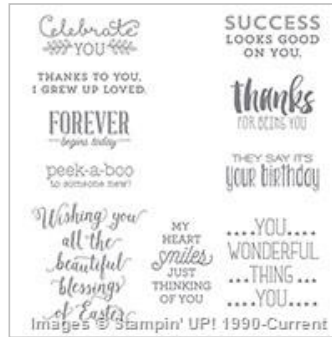 Celebrate
YOU
THANKS TO YOU,
I GREW UP LOVED.
FOREVER
begins today
peek-a-boo
to someone new!
Wishing you
all the
beautiful
blessings
of Easter
MY
HEART
smiles
JUST
THINKING
OF YOU
SUCCESS
LOOKS GOOD
ON YOU.
thanks
FOR BEING YOU
THEY SAY IT'S
your birthday
....YOU....
WONDERFUL
...THING...
....YOU....
Images © Stampin' UP! 1990-Current